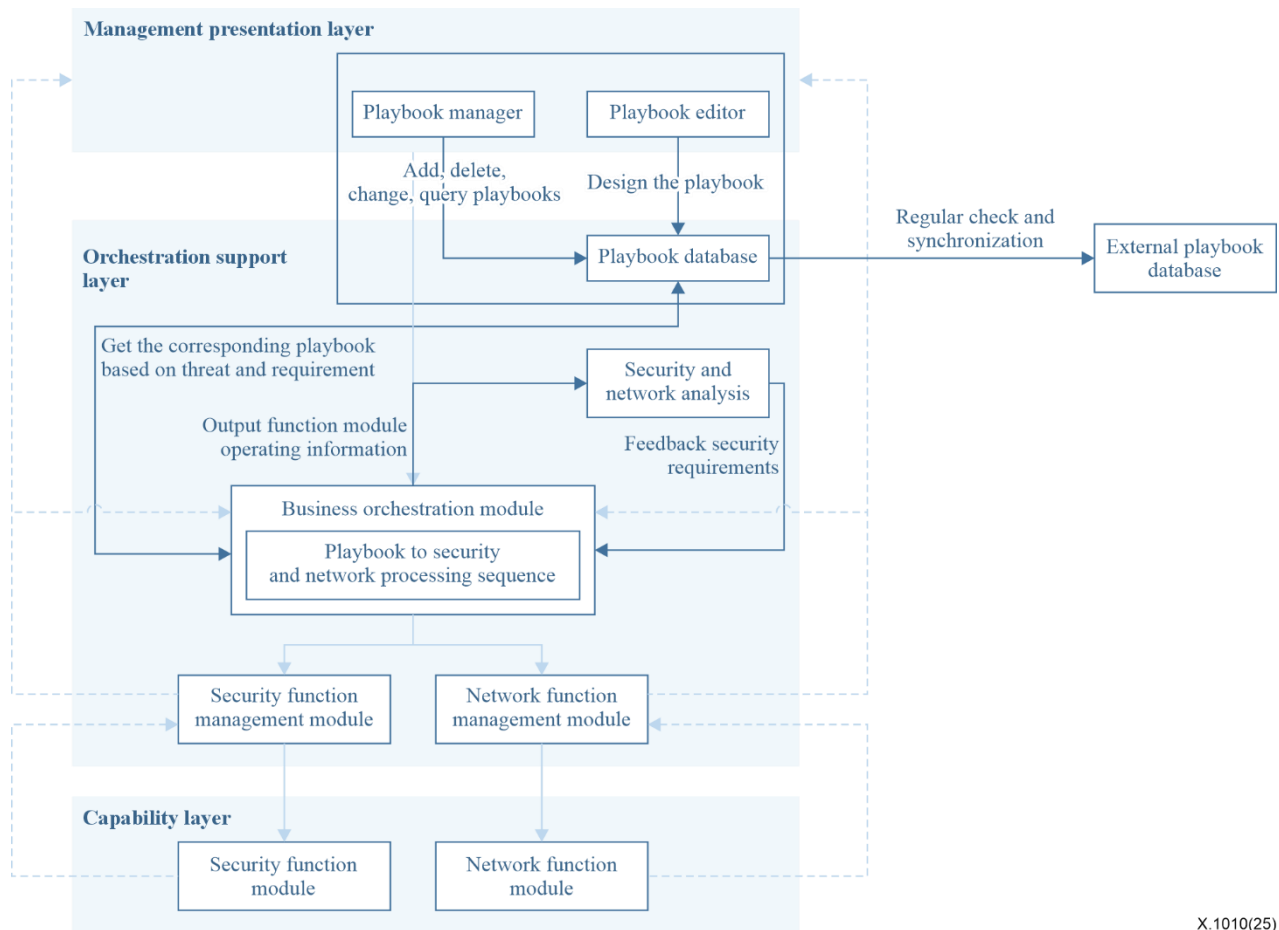 Management presentation layer
Playbook manager
Playbook editor
Add, delete,
change, query playbooks
Design the playbook
Regular check and
synchronization
Orchestration support
layer
Playbook database
External playbook
database
Get the corresponding playbook
based on threat and requirement
Security and
network analysis
Output function module
operating information
Feedback security
requirements
Business orchestration module
Playbook to security
and network processing sequence
Security function
management module
Network function
management module
Capability layer
Security function
module
Network function
module
X.1010(25)